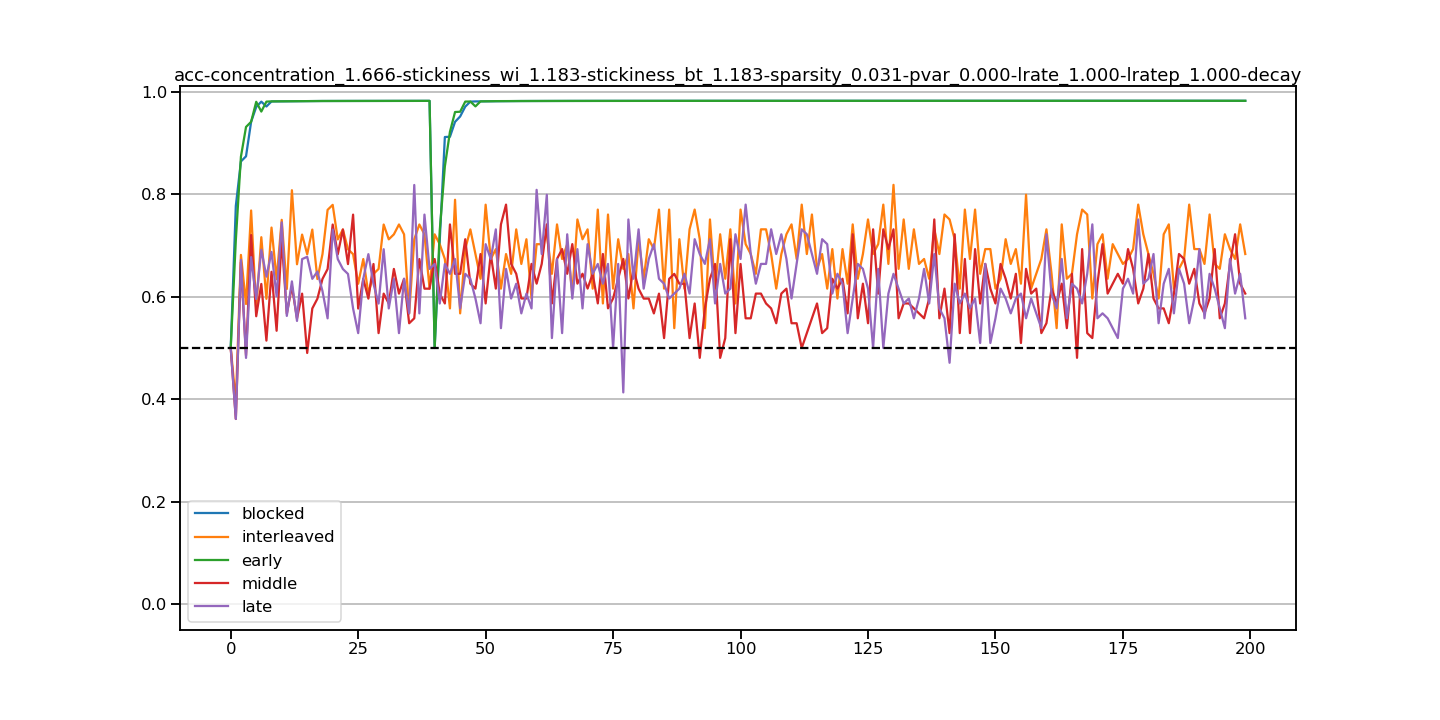 acc-concentration_1.666-stickiness_wi_1.183-stickiness_bt_1.183-sparsity_0.031-pvar_0.000-lrate_1.000-lratep_1.000-decay
1.0
0.8
0.6
0.4
0.2
0.0
blocked
interleaved
early
middle
late
0 25 50 75 100 125 150 175 200